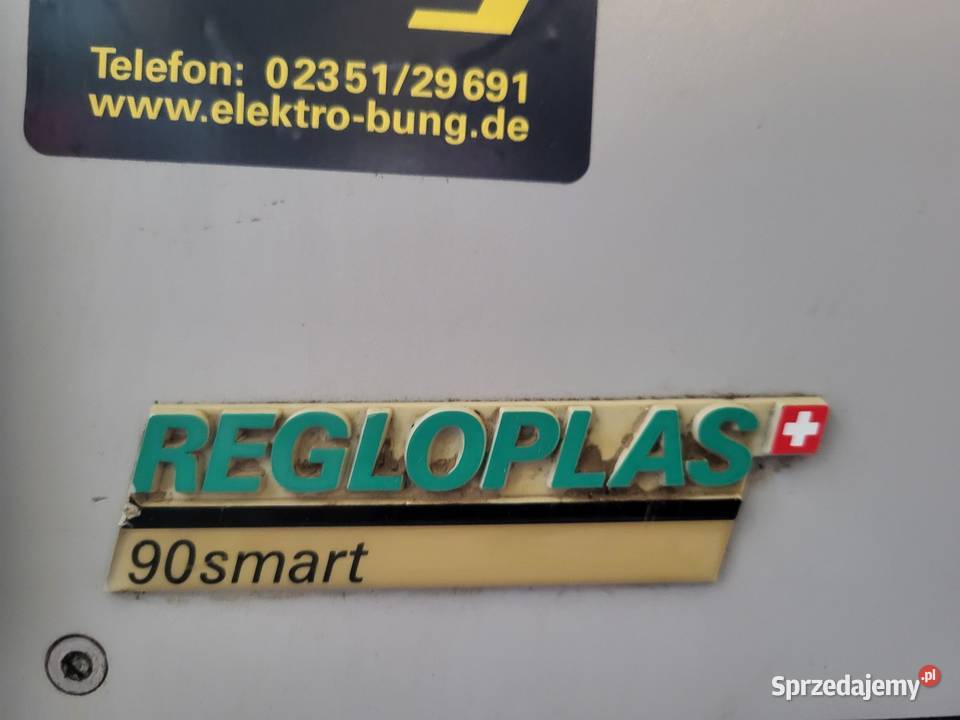 Telefon: 02351/29691
www.elektro-bung.de
REGLOPLAS
90smart
Sprzedajemy.pl